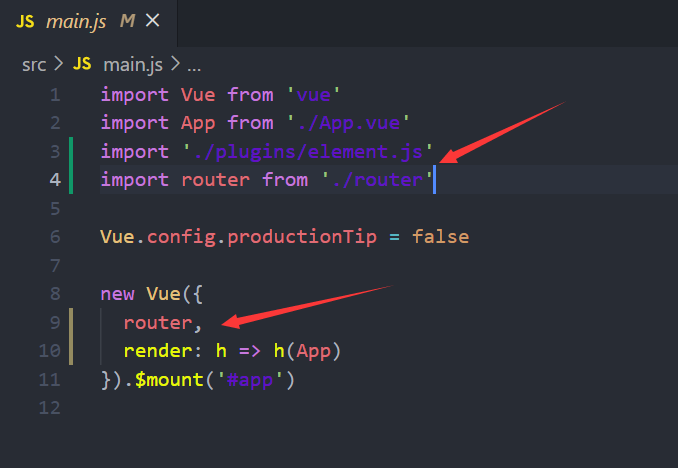 JS main.js M ×
src > JS main.js > ...
1 import Vue from 'vue'
2 import App from './App.vue'
3 import './plugins/element.js'
4 import router from './router'
5
6 Vue.config.productionTip = false
7
8 new Vue({
9 router,
10 render: h => h(App)
11 }).$mount('#app')
12